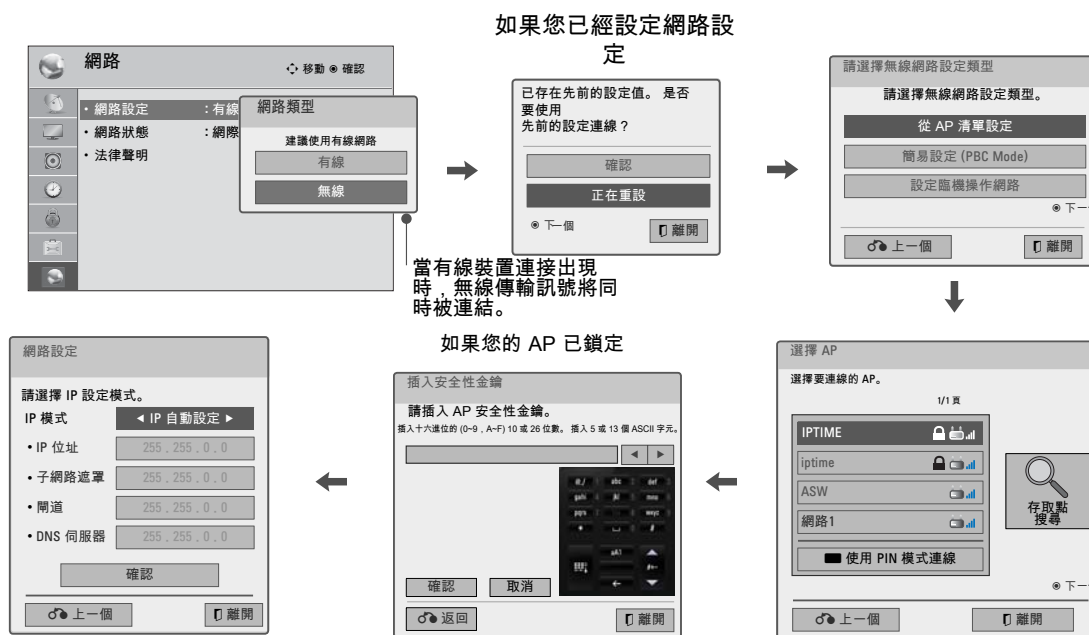 網路
移動 ◉ 確認
• 網路設定 : 有線
• 網路狀態 : 網際
• 法律聲明
網路類型
建議使用有線網路
有線
無線
當有線裝置連接出現
時，無線傳輸訊號將同
時被連結。
如果您已經設定網路設
定
已存在先前的設定值。 是否
要使用
先前的設定連線？
確認
正在重設
◉ 下一個
離開
請選擇無線網路設定類型
請選擇無線網路設定類型。
從 AP 清單設定
簡易設定 (PBC Mode)
設定臨機操作網路
◉ 下一
上一個
離開
選擇 AP
選擇要連線的 AP。
1/1 頁
IPTIME
iptime
ASW
網路1
使用 PIN 模式連線
存取點
搜尋
◉ 下一
上一個
離開
如果您的 AP 已鎖定
插入安全性金鑰
請插入 AP 安全性金鑰。
插入十六進位的 (0~9 , A~F) 10 或 26 位數。 插入 5 或 13 個 ASCII 字元。
◀ ▶
abc def
jkl
aA1
確認 取消
返回
離開
網路設定
請選擇 IP 設定模式。
IP 模式 ◀ IP 自動設定 ▶
• IP 位址 255 . 255 . 0 . 0
• 子網路遮罩 255 . 255 . 0 . 0
• 閘道 255 . 255 . 0 . 0
• DNS 伺服器 255 . 255 . 0 . 0
確認
上一個
離開